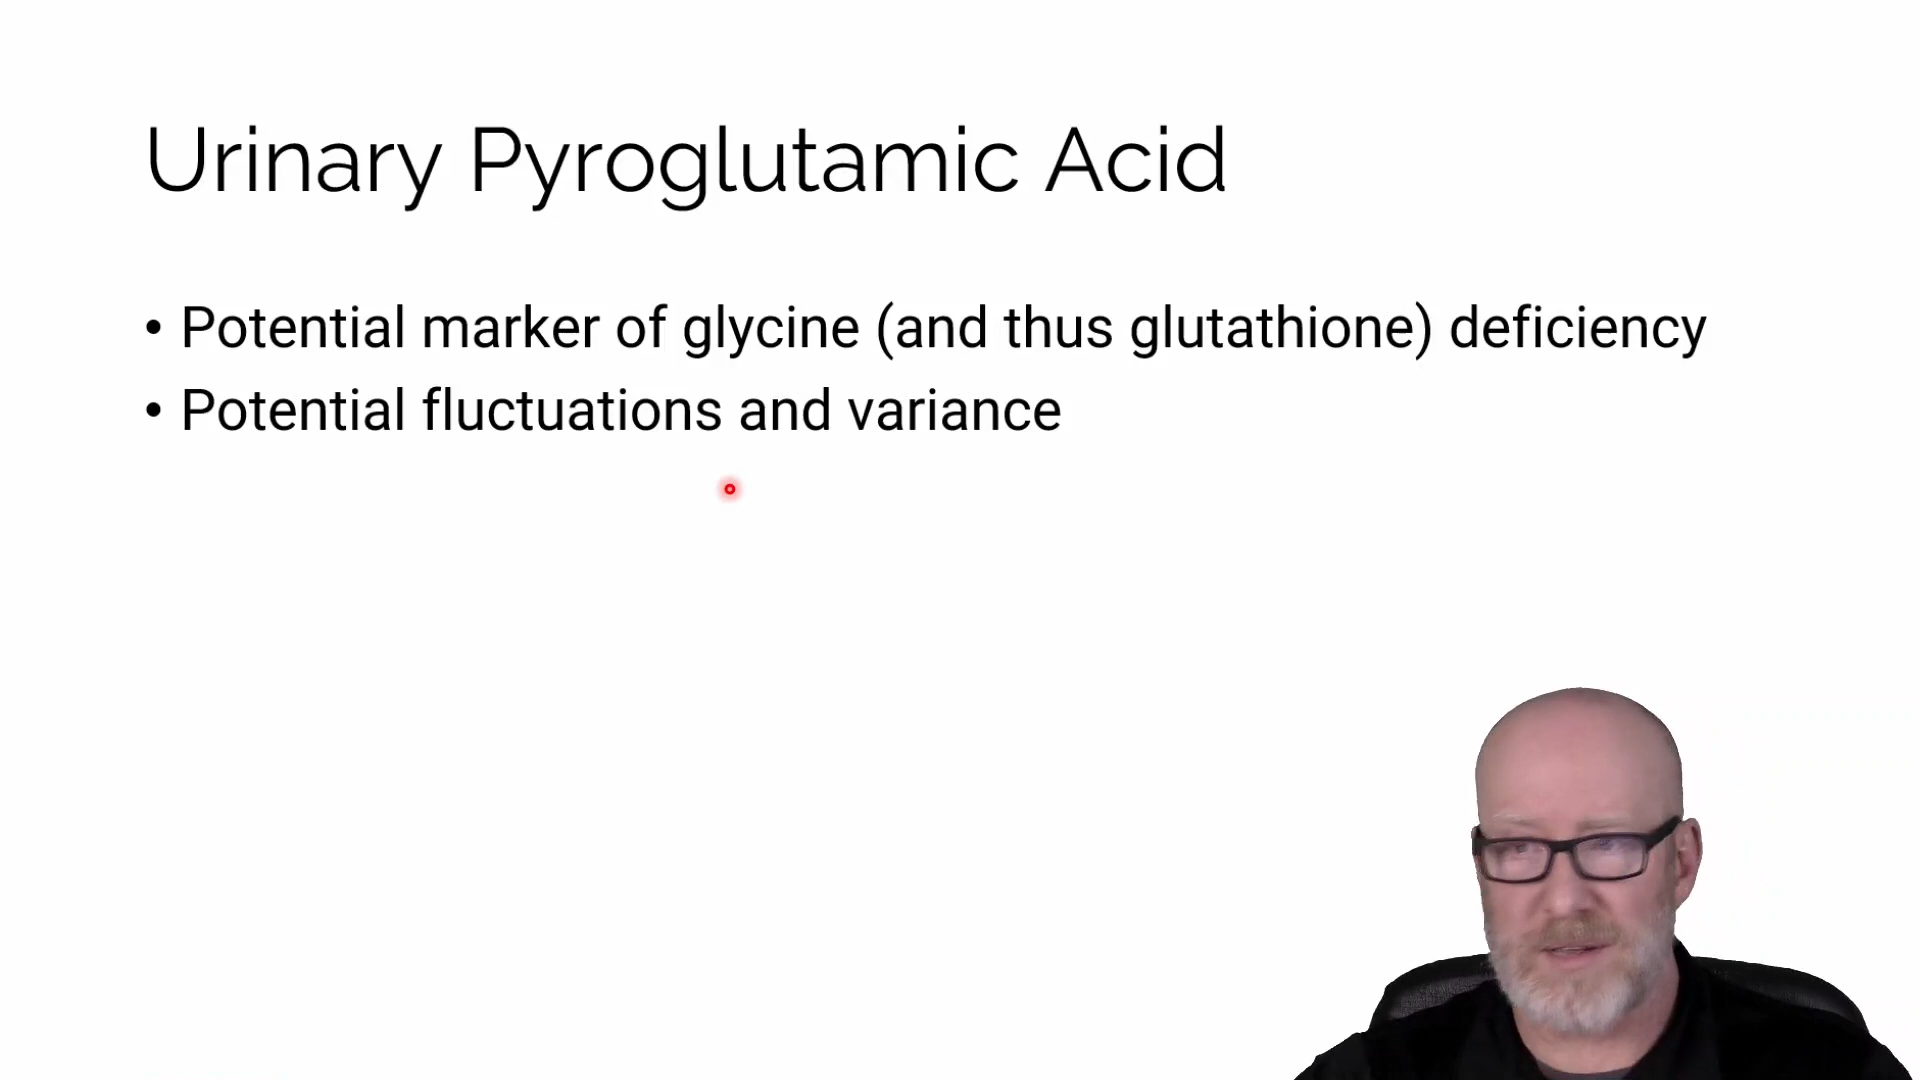 Urinary Pyroglutamic Acid
• Potential marker of glycine (and thus glutathione) deficiency
• Potential fluctuations and variance